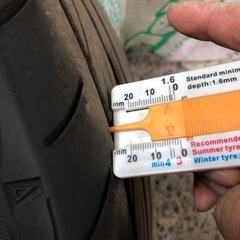 1.6
Standard minim
20 10 0 depth: 1.6mm
mm
Recommende
20 10 0 Summer tyre
min 4 3 Winter tyre: